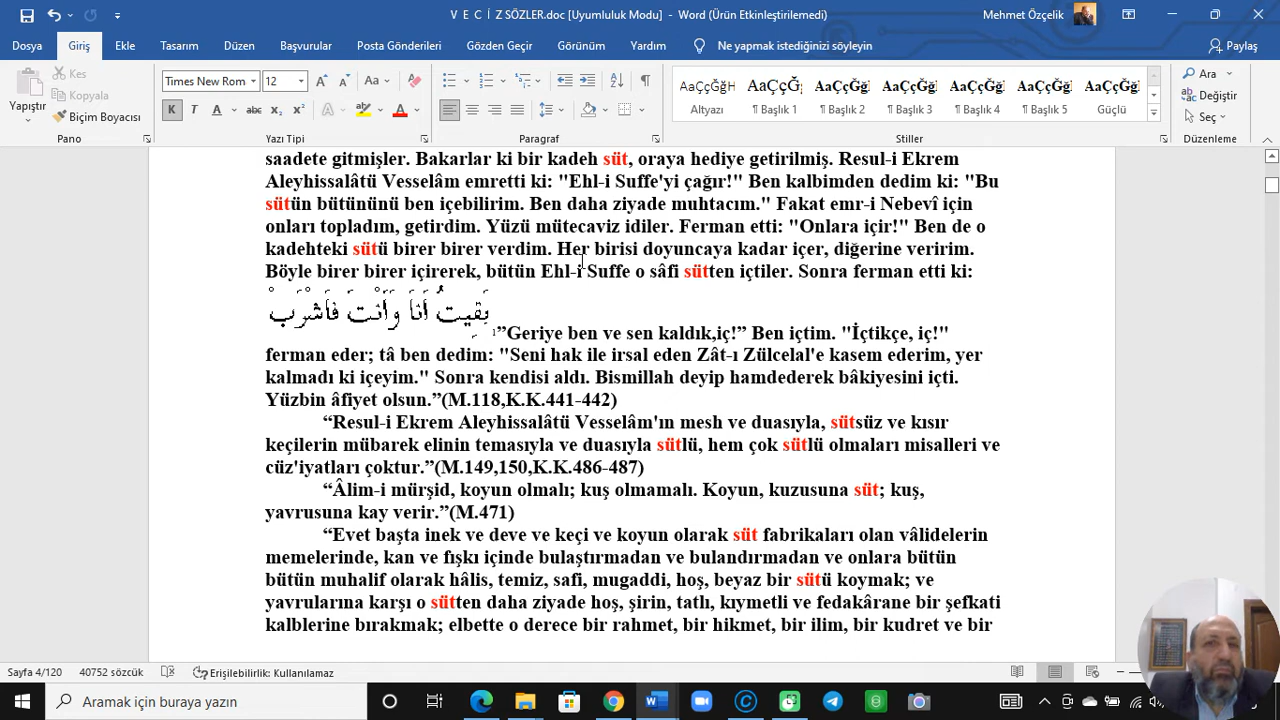 V E C İ Z SÖZLER.doc [Uyumluluk Modu] - Word (Ürün Etkinleştirilemedi)
Mehmet Özçelik
Dosya Giriş Ekle Tasarım Düzen Başvurular Posta Gönderileri Gözden Geçir Görünüm Yardım Ne yapmak istediğinizi söyleyin Paylaş
Yapıştır
Kes
Kopyala
Biçim Boyacısı
Times New Rom 12
AaÇçĞğH AaÇçĞ AaÇçĞğ AaÇçĞğ AaÇçĞğ AaÇçĞğ AaÇçĞğH
Altyazı ¶ Başlık 1 ¶ Başlık 2 ¶ Başlık 3 ¶ Başlık 4 ¶ Başlık 5 Güçlü
Ara
Değiştir
Seç
Pano Yazı Tipi Paragraf Stiller Düzenleme
saadete gitmişler. Bakarlar ki bir kadeh süt, oraya hediye getirilmiş. Resul-i Ekrem
Aleyhissalâtü Vesselâm emretti ki: "Ehl-i Suffe'yi çağır!" Ben kalbimden dedim ki: "Bu
sütün bütününü ben içebilirim. Ben daha ziyade muhtacım." Fakat emr-i Nebevî için
onları topladım, getirdim. Yüzü mütecaviz idiler. Ferman etti: "Onlara içir!" Ben de o
kadehteki sütü birer birer verdim. Her birisi doyuncaya kadar içer, diğerine veririm.
Böyle birer birer içirerek, bütün Ehl-i Suffe o sâfi sütten içtiler. Sonra ferman etti ki:
بَقِيتُ أَنَا وَأَنْتَ فَاشْرَبْ
1”Geriye ben ve sen kaldık,iç!” Ben içtim. "İçtikçe, iç!"
ferman eder; tâ ben dedim: "Seni hak ile irsal eden Zât-ı Zülcelal'e kasem ederim, yer
kalmadı ki içeyim." Sonra kendisi aldı. Bismillah deyip hamdederek bâkiyesini içti.
Yüzbin âfiyet olsun.”(M.118,K.K.441-442)
“Resul-i Ekrem Aleyhissalâtü Vesselâm'ın mesh ve duasıyla, sütsüz ve kısır
keçilerin mübarek elinin temasıyla ve duasıyla sütlü, hem çok sütlü olmaları misalleri ve
cüz'iyatları çoktur.”(M.149,150,K.K.486-487)
“Âlim-i mürşid, koyun olmalı; kuş olmamalı. Koyun, kuzusuna süt; kuş,
yavrusuna kay verir.”(M.471)
“Evet başta inek ve deve ve keçi ve koyun olarak süt fabrikaları olan vâlidelerin
memelerinde, kan ve fışkı içinde bulaştırmadan ve bulandırmadan ve onlara bütün
bütün muhalif olarak hâlis, temiz, safi, mugaddi, hoş, beyaz bir sütü koymak; ve
yavrularına karşı o sütten daha ziyade hoş, şirin, tatlı, kıymetli ve fedakârane bir şefkati
kalblerine bırakmak; elbette o derece bir rahmet, bir hikmet, bir ilim, bir kudret ve bir
Sayfa 4/120 40752 sözcük Erişilebilirlik: Kullanılamaz
Aramak için buraya yazın